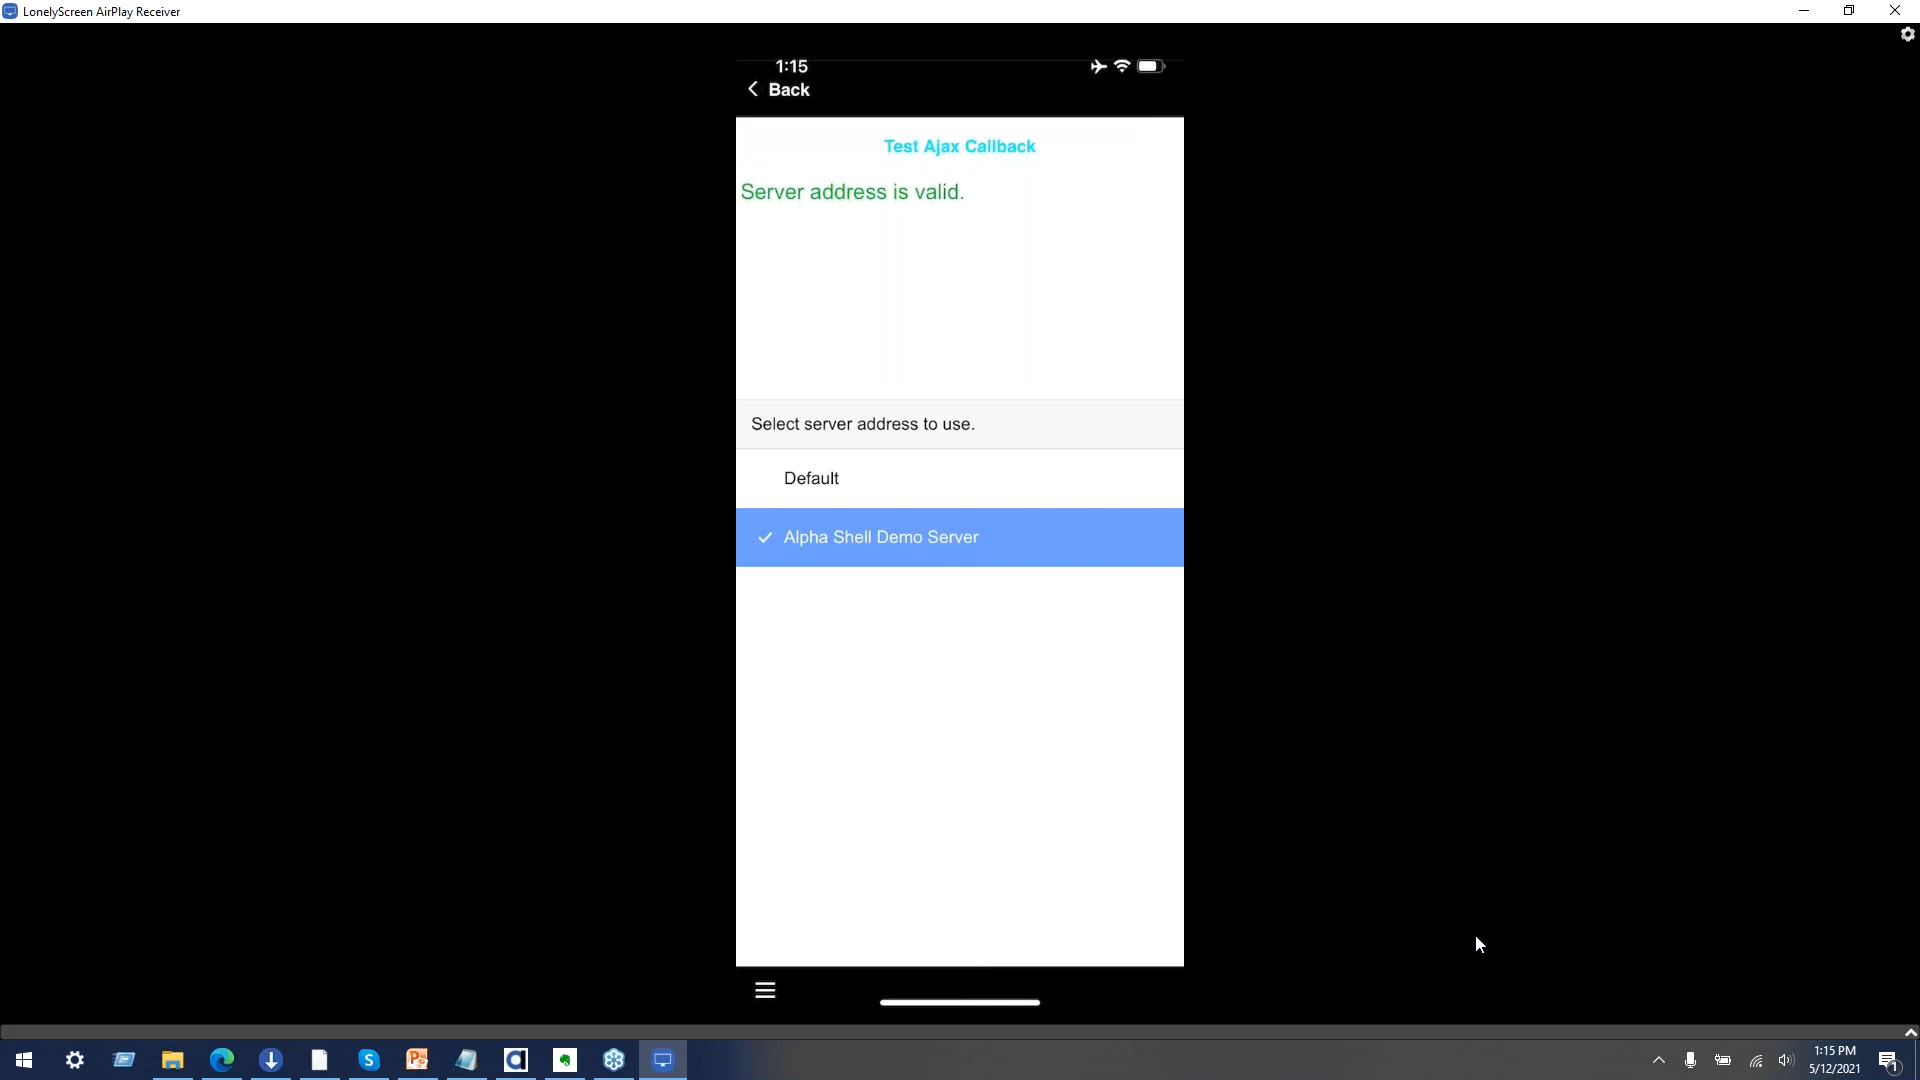 LonelyScreen AirPlay Receiver
1:15
Back
Test Ajax Callback
Server address is valid.
Select server address to use.
Default
Alpha Shell Demo Server
1:15 PM
5/12/2021
1